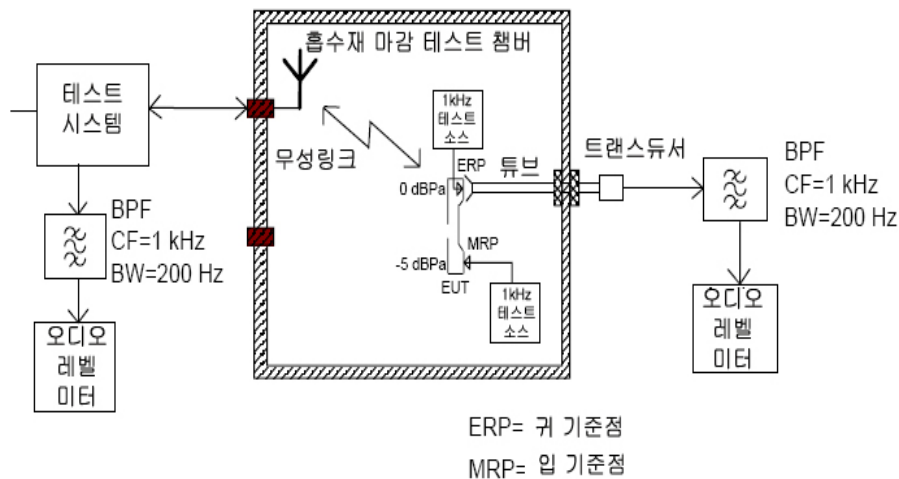 흡수재 마감 테스트 챔버
테스트
시스템
무성링크
1kHz
테스트
소스
ERP
0 dBPa
튜브
트랜스듀서
BPF
CF=1 kHz
BW=200 Hz
BPF
CF=1 kHz
BW=200 Hz
MRP
-5 dBPa
EUT
1kHz
테스트
소스
오디오
레벨
미터
오디오
레벨
미터
ERP= 귀 기준점
MRP= 입 기준점